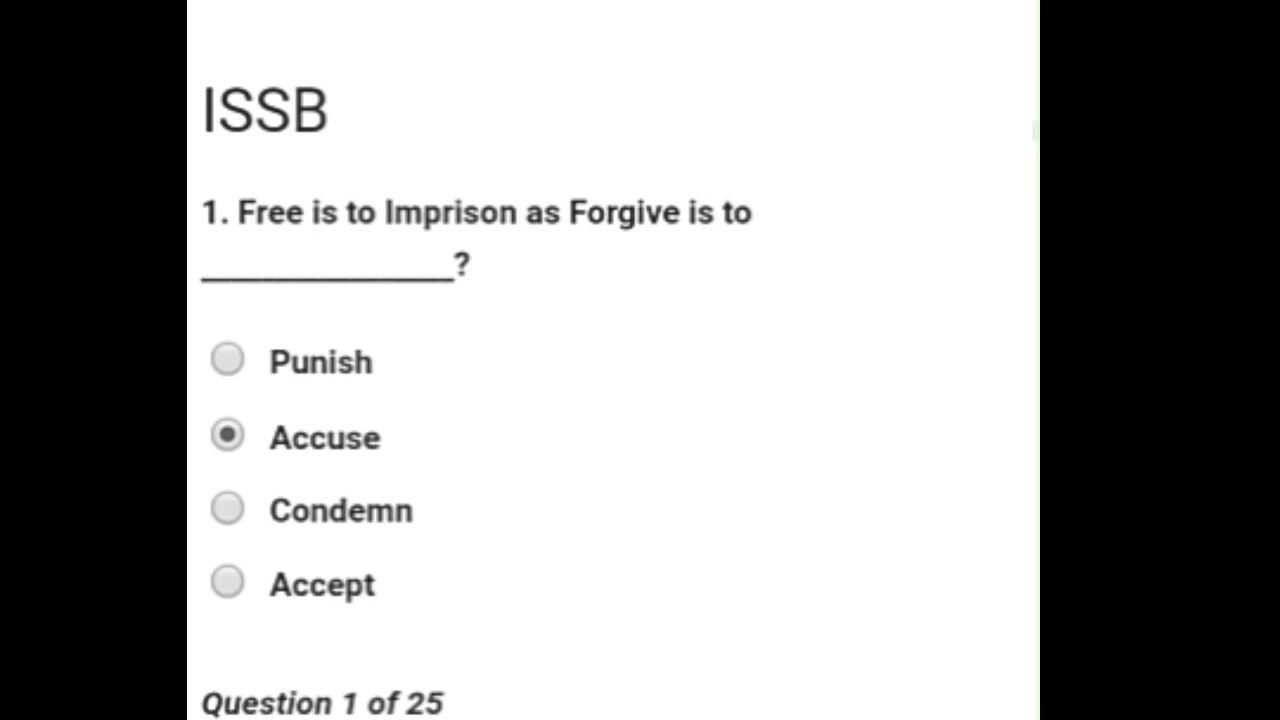 ISSB
1. Free is to Imprison as Forgive is to
_______________?
Punish
Accuse
Condemn
Accept
Question 1 of 25